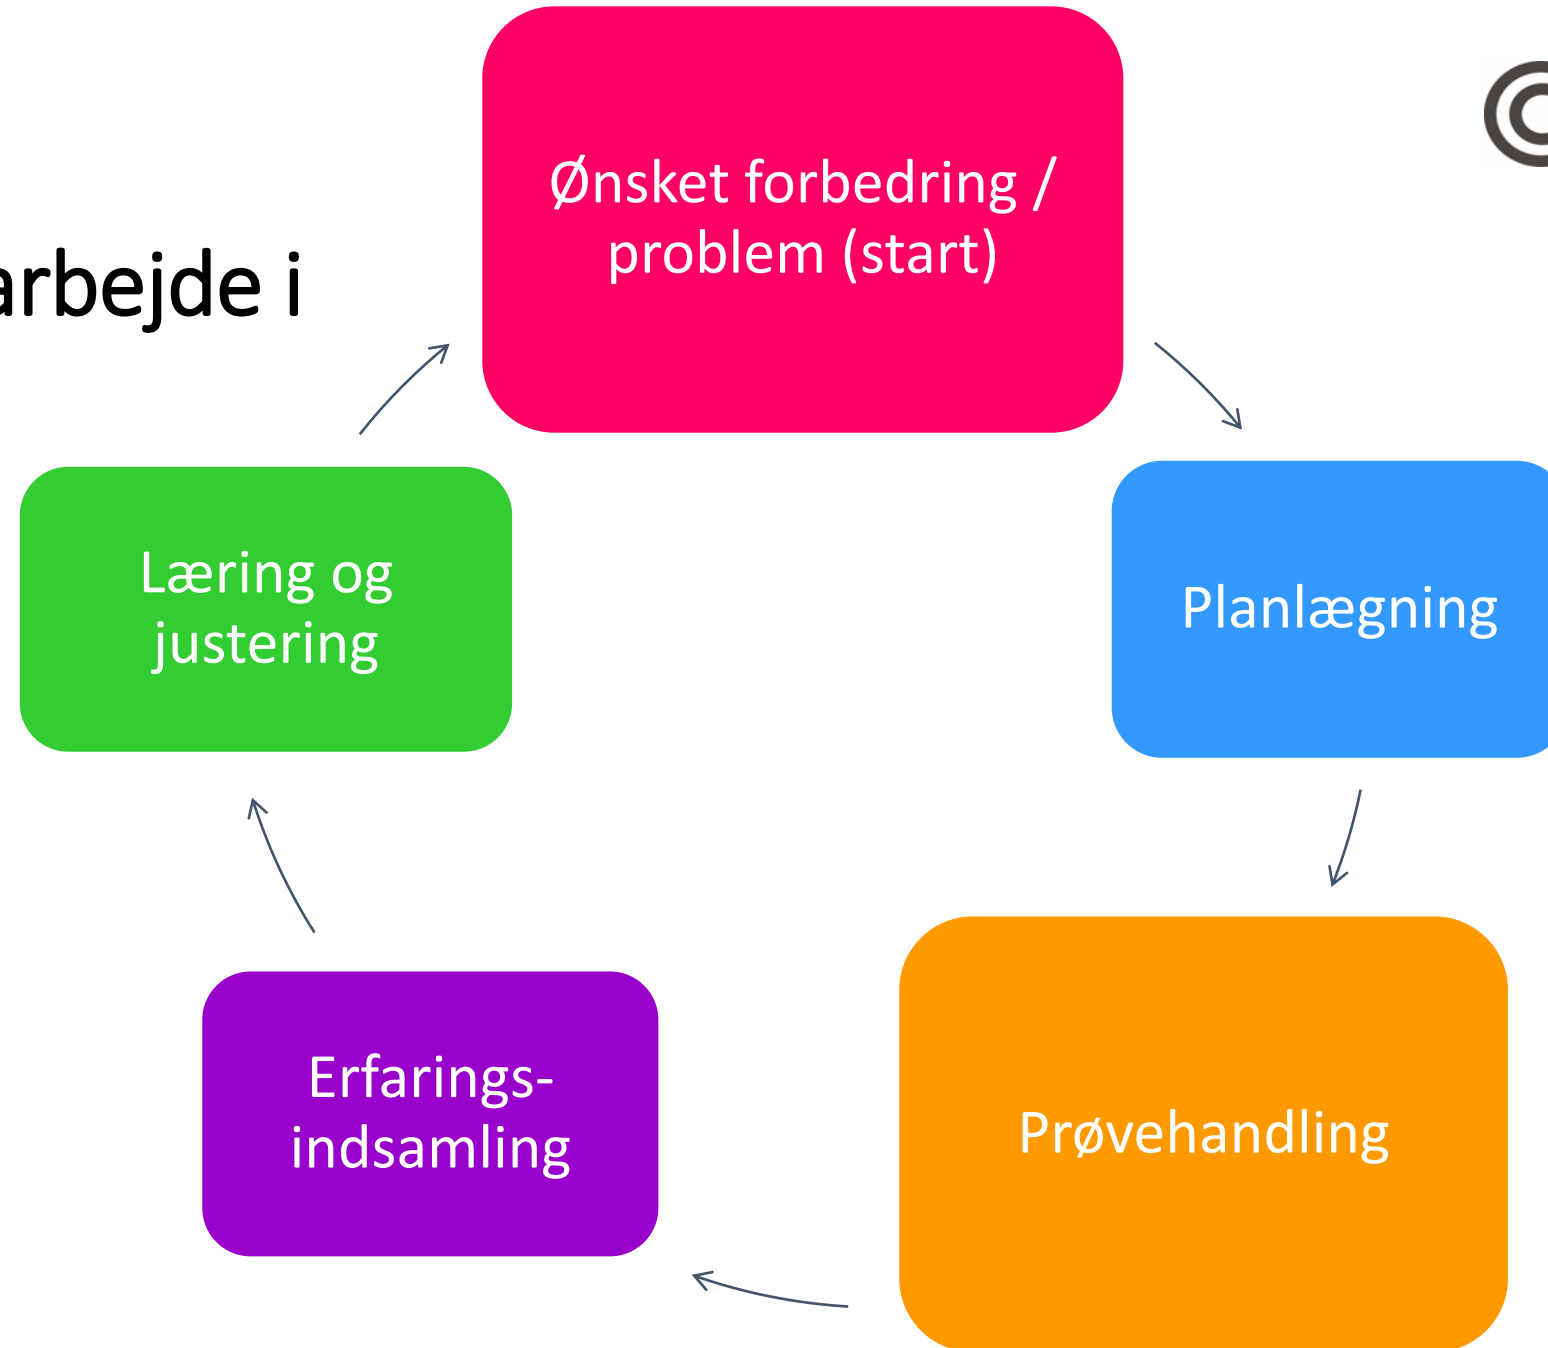 Ønsket forbedring /
problem (start)
arbejde i
Planlægning
Prøvehandling
Erfarings-
indsamling
Læring og
justering